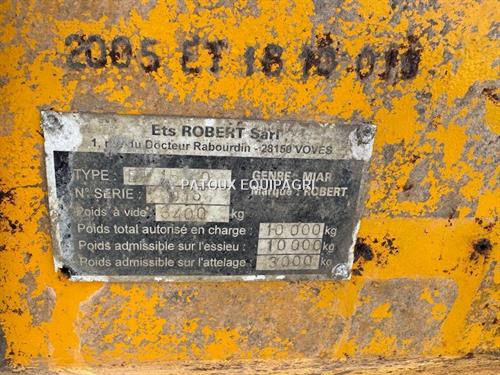 2005 ET 18 10 010
Ets ROBERT Sarl
1, rue du Docteur Rabourdin - 28150 VOVES
TYPE : GENRE: MIAR
N° SERIE : Marque : ROBERT
PATOUX EQUIPAGRI
Poids à vide: 3400 kg
Poids total autorisé en charge : 10 000 kg
Poids admissible sur l'essieu : 10 000 kg
Poids admissible sur l'attelage : 3000 kg